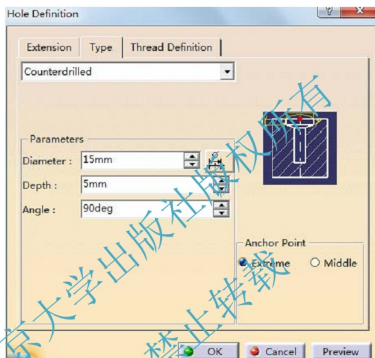 Hole Definition
Extension Type Thread Definition
Counterdrilled
Parameters
Diameter : 15mm
Depth : 5mm
Angle : 90deg
Anchor Point
Extreme Middle
OK Cancel Preview
京大学出版社版权所有
禁止转载